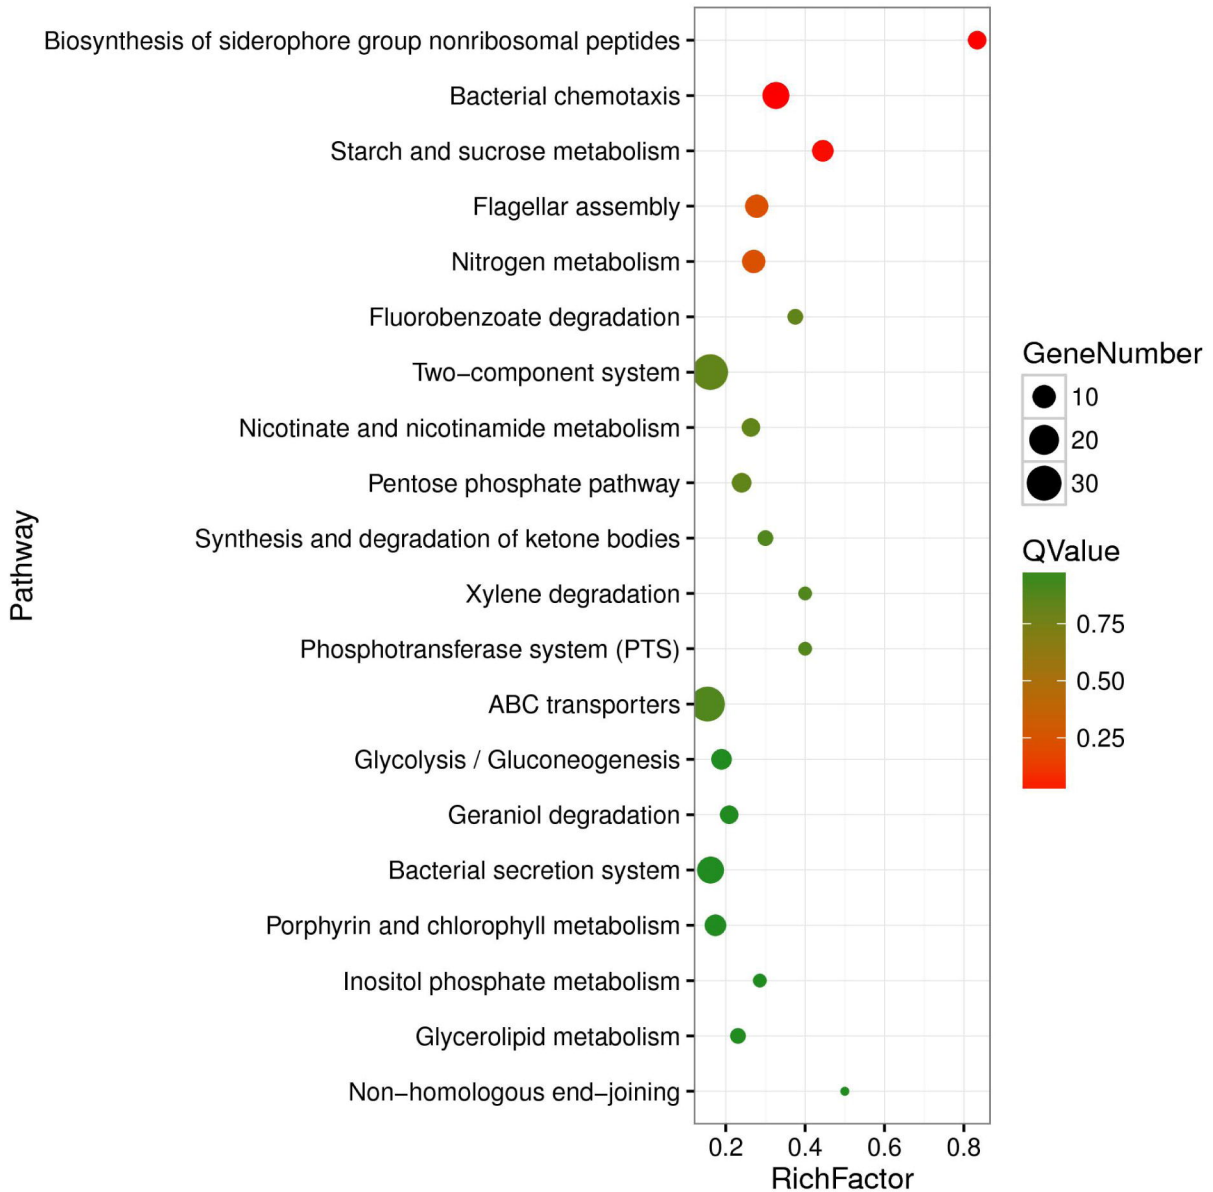 Biosynthesis of siderophore group nonribosomal peptides
Bacterial chemotaxis
Starch and sucrose metabolism
Flagellar assembly
Nitrogen metabolism
Fluorobenzoate degradation
Two−component system
Nicotinate and nicotinamide metabolism
Pentose phosphate pathway
Synthesis and degradation of ketone bodies
Xylene degradation
Phosphotransferase system (PTS)
ABC transporters
Glycolysis / Gluconeogenesis
Geraniol degradation
Bacterial secretion system
Porphyrin and chlorophyll metabolism
Inositol phosphate metabolism
Glycerolipid metabolism
Non−homologous end−joining
Pathway
0.2 0.4 0.6 0.8
RichFactor
GeneNumber
10
20
30
QValue
0.75
0.50
0.25